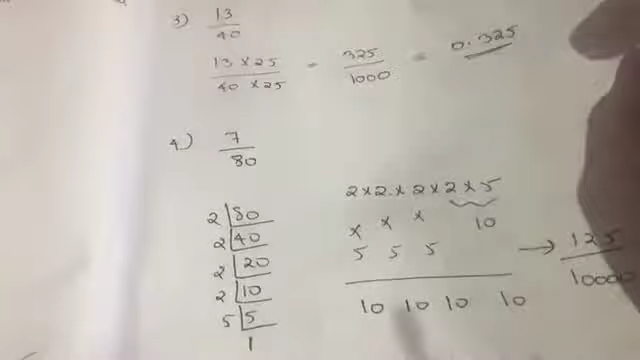 3) 13/40
13 × 25 / 40 × 25 = 325/1000 = 0.325
4) 7/80
2 | 80
2 | 40
2 | 20
2 | 10
5 | 5
1
2 × 2 × 2 × 2 × 5
× × × 10
5 5 5 → 125/10000
10 10 10 10